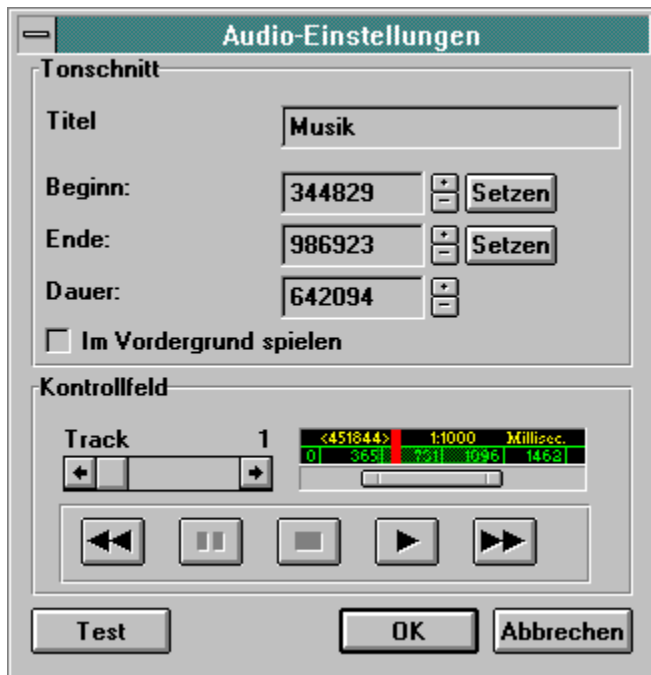 Audio-Einstellungen
Tonschnitt
Titel Musik
Beginn: 344829 + − Setzen
Ende: 986923 + − Setzen
Dauer: 642094 + −
Im Vordergrund spielen
Kontrollfeld
Track 1
<451844> 1:1000 Millisec.
0 365 731 1096 1462
Test OK Abbrechen